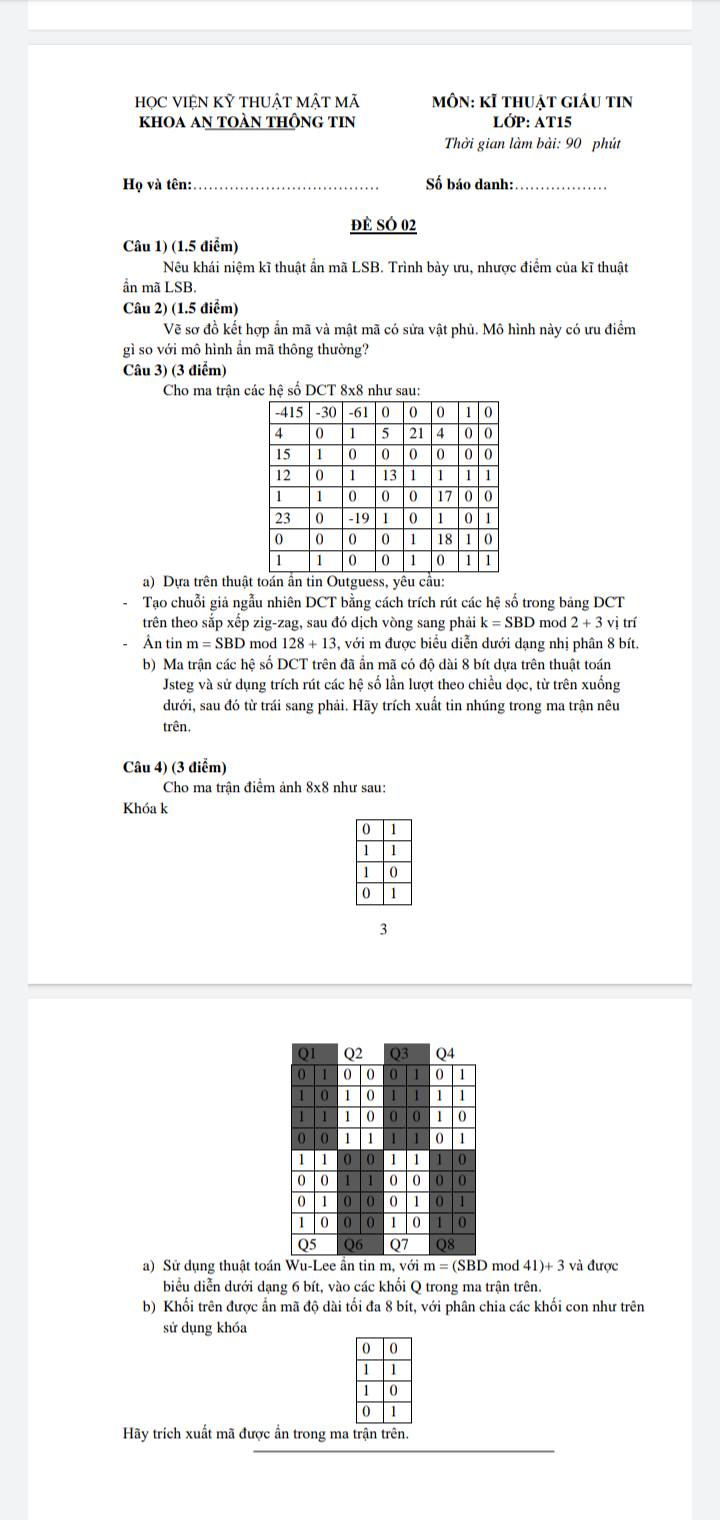 HỌC VIỆN KỸ THUẬT MẬT MÃ
KHOA AN TOÀN THÔNG TIN
MÔN: KĨ THUẬT GIẤU TIN
LỚP: AT15
Thời gian làm bài: 90 phút
Họ và tên:....................................
Số báo danh:..................
ĐỀ SỐ 02
Câu 1) (1.5 điểm)
Nêu khái niệm kĩ thuật ẩn mã LSB. Trình bày ưu, nhược điểm của kĩ thuật
ẩn mã LSB.
Câu 2) (1.5 điểm)
Vẽ sơ đồ kết hợp ẩn mã và mật mã có sửa vật phủ. Mô hình này có ưu điểm
gì so với mô hình ẩn mã thông thường?
Câu 3) (3 điểm)
Cho ma trận các hệ số DCT 8x8 như sau:
-415 -30 -61 0 0 0 1 0
4 0 1 5 21 4 0 0
15 1 0 0 0 0 0 0
12 0 1 13 1 1 1 1
1 1 0 0 0 17 0 0
23 0 -19 1 0 1 0 1
0 0 0 0 1 18 1 0
1 1 0 0 1 0 1 1
a) Dựa trên thuật toán ẩn tin Outguess, yêu cầu:
- Tạo chuỗi giả ngẫu nhiên DCT bằng cách trích rút các hệ số trong bảng DCT
trên theo sắp xếp zig-zag, sau đó dịch vòng sang phải k = SBD mod 2 + 3 vị trí
- Ẩn tin m = SBD mod 128 + 13, với m được biểu diễn dưới dạng nhị phân 8 bít.
b) Ma trận các hệ số DCT trên đã ẩn mã có độ dài 8 bít dựa trên thuật toán
Jsteg và sử dụng trích rút các hệ số lần lượt theo chiều dọc, từ trên xuống
dưới, sau đó từ trái sang phải. Hãy trích xuất tin nhúng trong ma trận nêu
trên.
Câu 4) (3 điểm)
Cho ma trận điểm ảnh 8x8 như sau:
Khóa k
0 1
1 1
1 0
0 1
3
Q1 Q2 Q3 Q4
0 1 0 0 0 1 0 1
1 0 1 0 1 1 1 1
1 1 1 0 0 0 1 0
0 0 1 1 1 1 0 1
1 1 0 0 1 1 1 0
0 0 1 1 0 0 0 0
0 1 0 0 0 1 0 1
1 0 0 0 1 0 1 0
Q5 Q6 Q7 Q8
a) Sử dụng thuật toán Wu-Lee ẩn tin m, với m = (SBD mod 41)+ 3 và được
biểu diễn dưới dạng 6 bít, vào các khối Q trong ma trận trên.
b) Khối trên được ẩn mã độ dài tối đa 8 bít, với phân chia các khối con như trên
sử dụng khóa
0 0
1 1
1 0
0 1
Hãy trích xuất mã được ẩn trong ma trận trên.